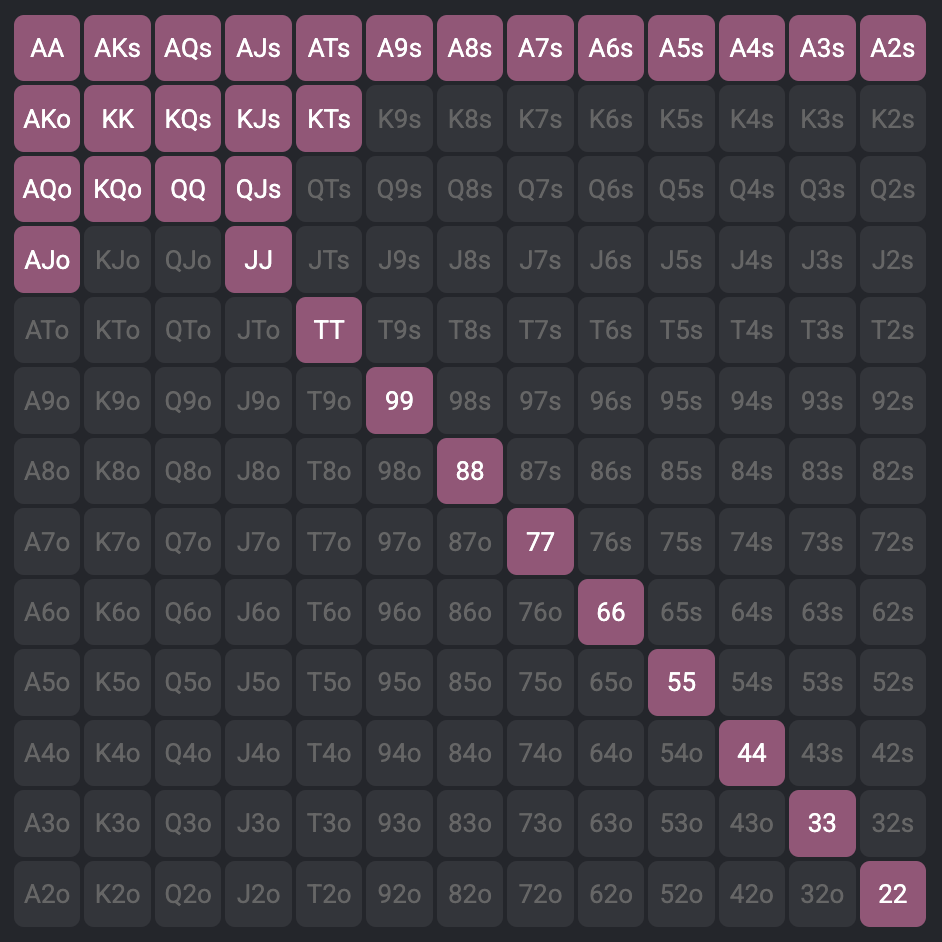 AA AKs AQs AJs ATs A9s A8s A7s A6s A5s A4s A3s A2s
AKo KK KQs KJs KTs K9s K8s K7s K6s K5s K4s K3s K2s
AQo KQo QQ QJs QTs Q9s Q8s Q7s Q6s Q5s Q4s Q3s Q2s
AJo KJo QJo JJ JTs J9s J8s J7s J6s J5s J4s J3s J2s
ATo KTo QTo JTo TT T9s T8s T7s T6s T5s T4s T3s T2s
A9o K9o Q9o J9o T9o 99 98s 97s 96s 95s 94s 93s 92s
A8o K8o Q8o J8o T8o 98o 88 87s 86s 85s 84s 83s 82s
A7o K7o Q7o J7o T7o 97o 87o 77 76s 75s 74s 73s 72s
A6o K6o Q6o J6o T6o 96o 86o 76o 66 65s 64s 63s 62s
A5o K5o Q5o J5o T5o 95o 85o 75o 65o 55 54s 53s 52s
A4o K4o Q4o J4o T4o 94o 84o 74o 64o 54o 44 43s 42s
A3o K3o Q3o J3o T3o 93o 83o 73o 63o 53o 43o 33 32s
A2o K2o Q2o J2o T2o 92o 82o 72o 62o 52o 42o 32o 22